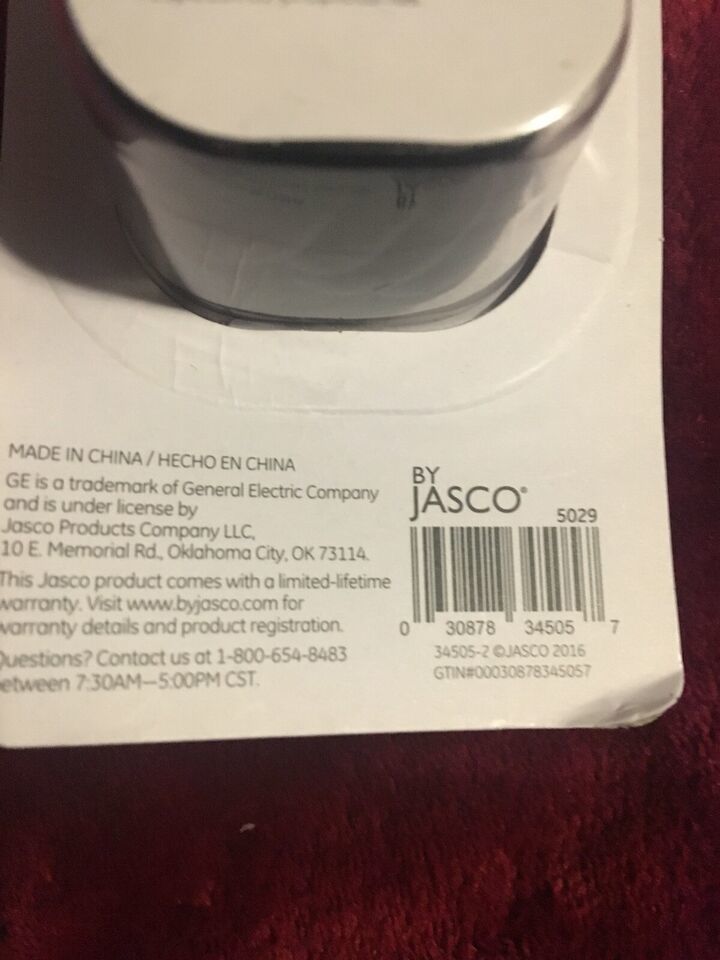 MADE IN CHINA / HECHO EN CHINA
GE is a trademark of General Electric Company
and is under license by
Jasco Products Company LLC,
10 E. Memorial Rd., Oklahoma City, OK 73114.
This Jasco product comes with a limited-lifetime
warranty. Visit www.byjasco.com for
warranty details and product registration.
Questions? Contact us at 1-800-654-8483
between 7:30AM—5:00PM CST.
BY
JASCO®
5029
0 30878 34505 7
34505-2 ©JASCO 2016
GTIN#00030878345057